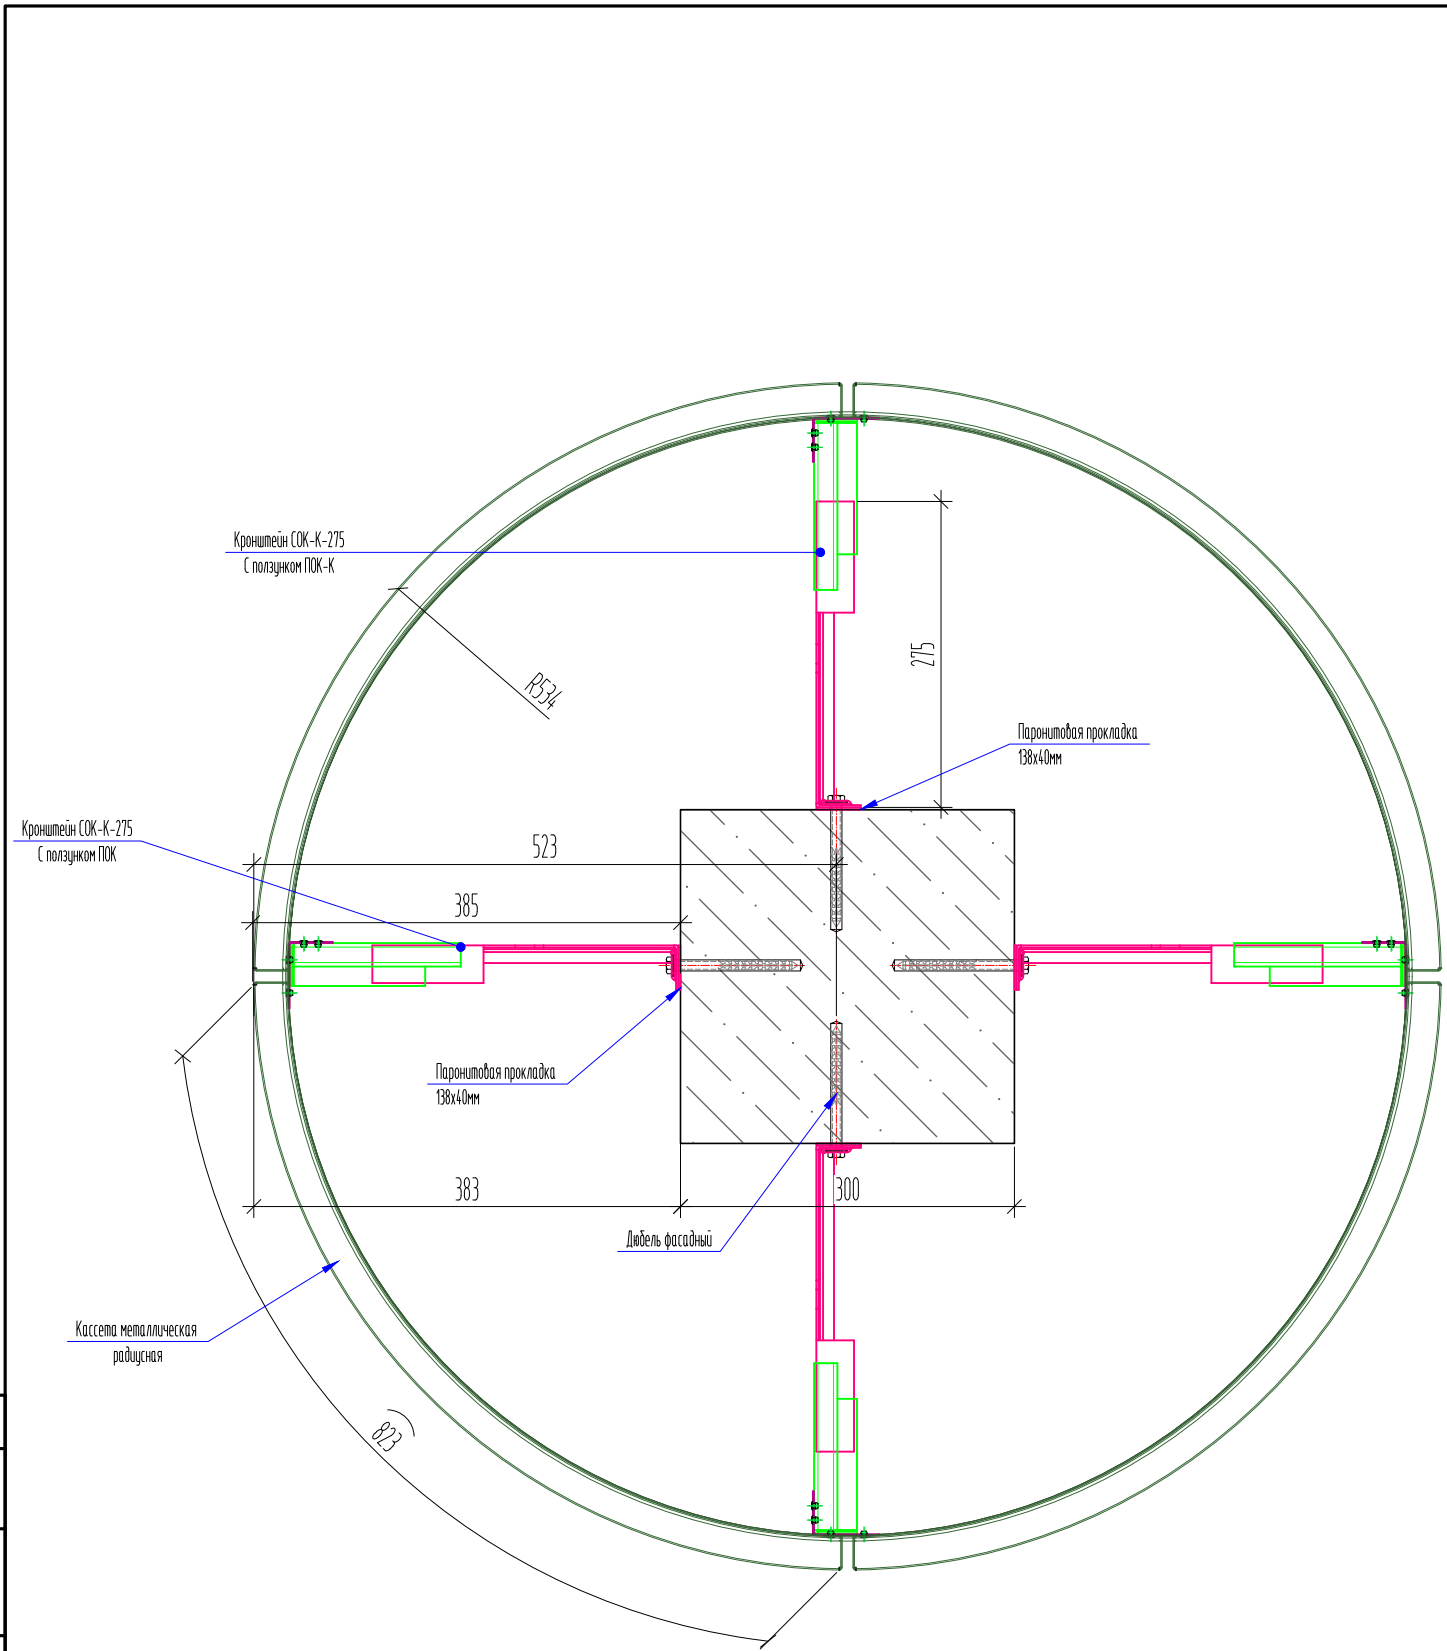 Кронштейн СОК-К-275
С ползунком ПОК-К
R534
275
Паронитовая прокладка
138х40мм
Кронштейн СОК-К-275
С ползунком ПОК
523
385
Паронитовая прокладка
138х40мм
383
300
Дюбель фасадный
Кассета металлическая
радиусная
823